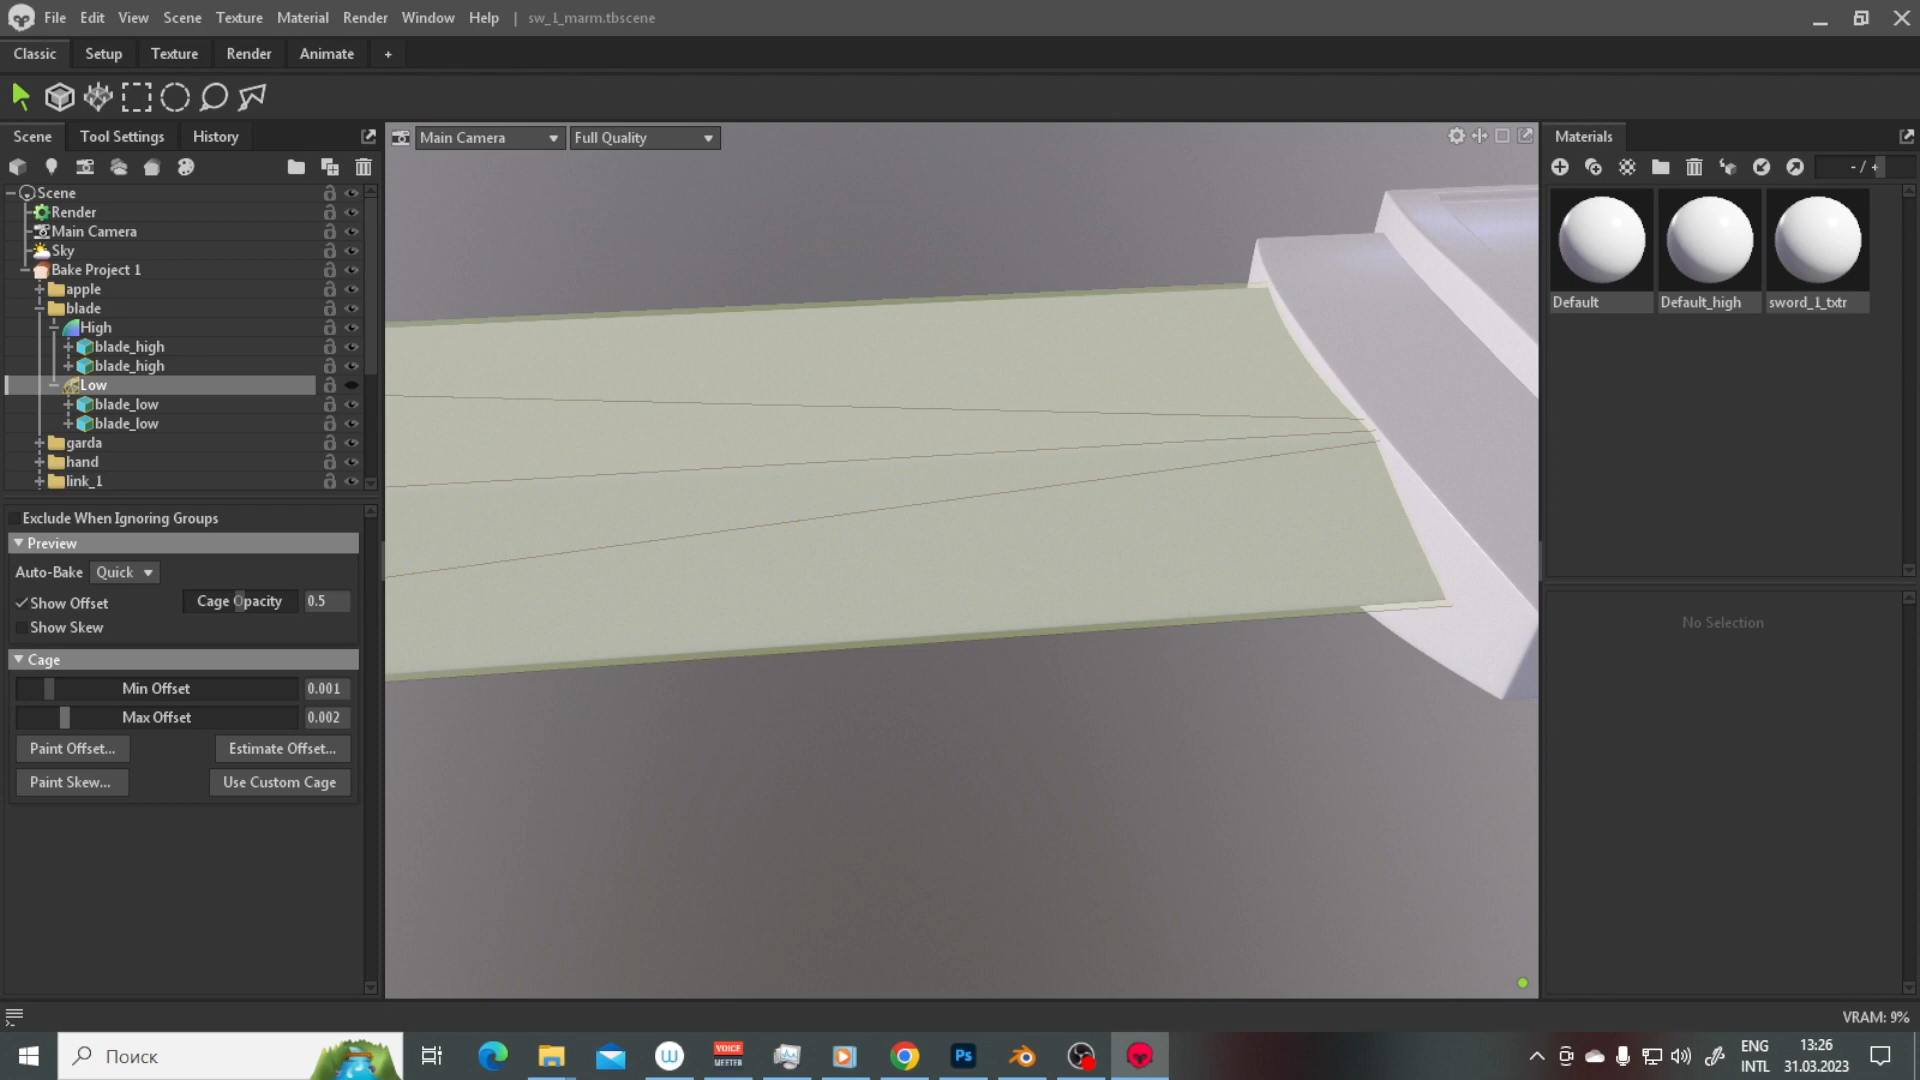 File Edit View Scene Texture Material Render Window Help | sw_1_marm.tbscene
Classic Setup Texture Render Animate +
Scene Tool Settings History
Main Camera Full Quality
Materials
- / +
Scene
Render
Main Camera
Sky
Bake Project 1
apple
blade
High
blade_high
blade_high
Low
blade_low
blade_low
garda
hand
link_1
Default Default_high sword_1_txtr
Exclude When Ignoring Groups
Preview
Auto-Bake Quick
Show Offset Cage Opacity 0.5
Show Skew
Cage
Min Offset 0.001
Max Offset 0.002
Paint Offset... Estimate Offset...
Paint Skew... Use Custom Cage
No Selection
VRAM: 9%
Поиск
VOICE
MEETER
Ps
ENG
INTL
13:26
31.03.2023